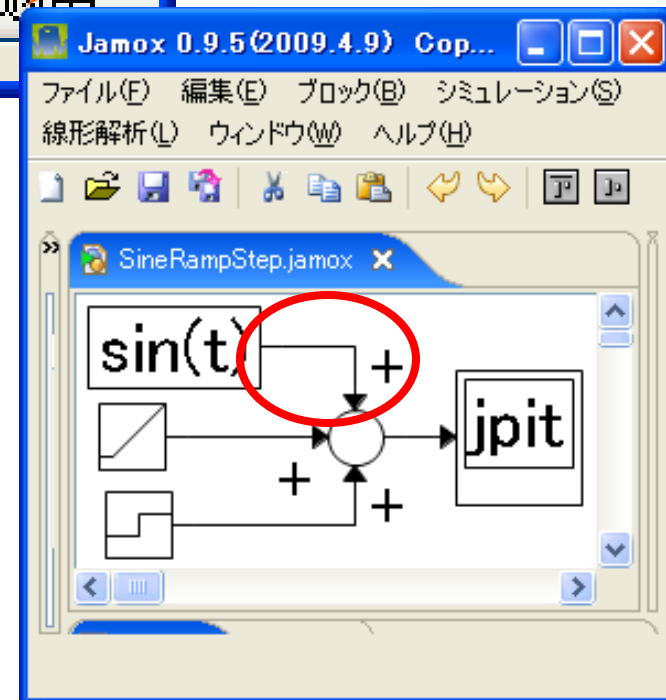 Jamox 0.9.5(2009.4.9) Cop...
ファイル(F) 編集(E) ブロック(B) シミュレーション(S)
線形解析(L) ウィンドウ(W) ヘルプ(H)
SineRampStep.jamox
sin(t)
+
jpit
+
+